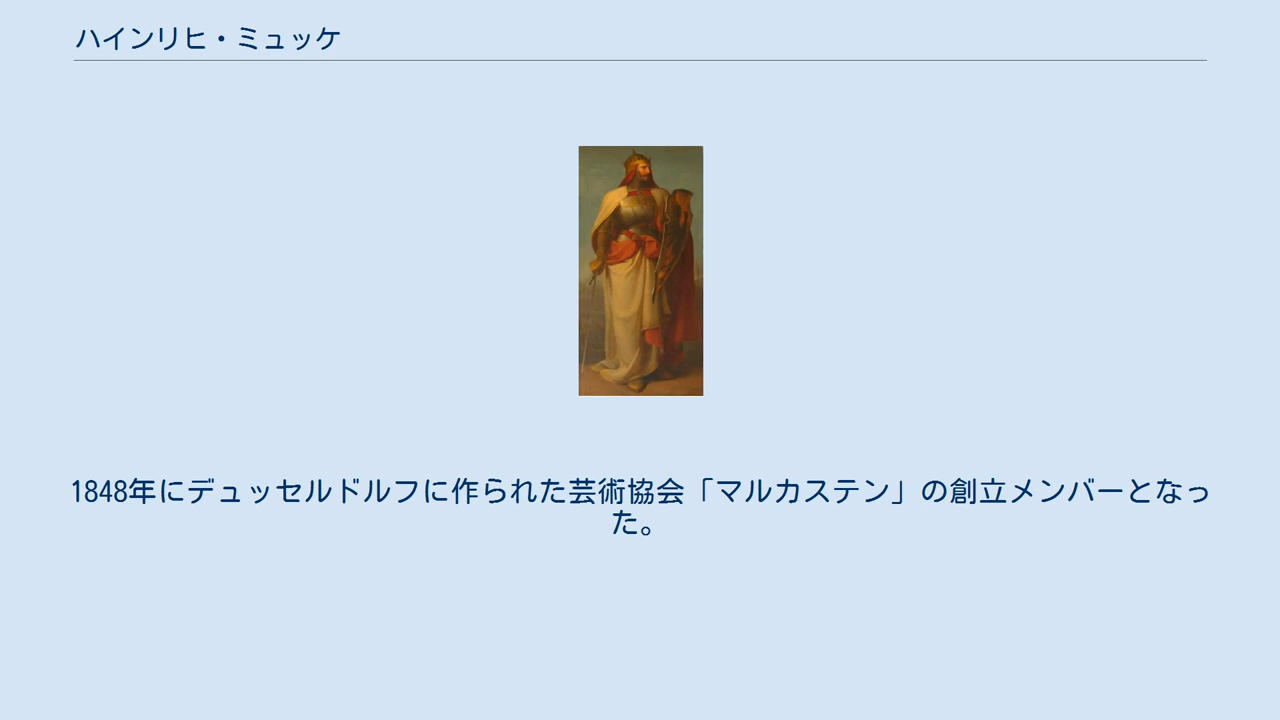 ハインリヒ・ミュッケ
1848年にデュッセルドルフに作られた芸術協会「マルカステン」の創立メンバーとなっ
た。